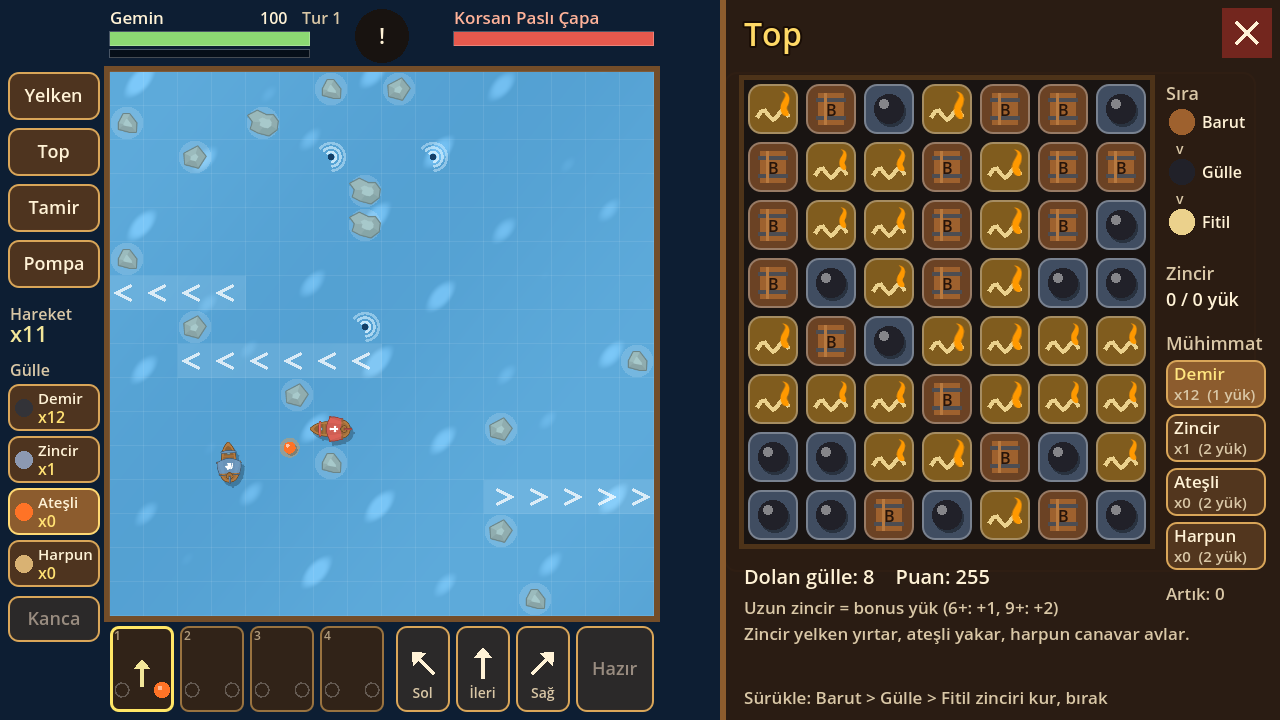 Gemin 100 Tur 1
!
Korsan Paslı Çapa
Yelken
Top
Tamir
Pompa
Hareket
x11
Gülle
Demir
x12
Zincir
x1
Ateşli
x0
Harpun
x0
Kanca
1
2
3
4
Sol
İleri
Sağ
Hazır
Top
B B B
B B B B
B B B
B B
B
B
B
B B
Sıra
Barut
v
Gülle
v
Fitil
Zincir
0 / 0 yük
Mühimmat
Demir
x12 (1 yük)
Zincir
x1 (2 yük)
Ateşli
x0 (2 yük)
Harpun
x0 (2 yük)
Artık: 0
Dolan gülle: 8 Puan: 255
Uzun zincir = bonus yük (6+: +1, 9+: +2)
Zincir yelken yırtar, ateşli yakar, harpun canavar avlar.
Sürükle: Barut > Gülle > Fitil zinciri kur, bırak